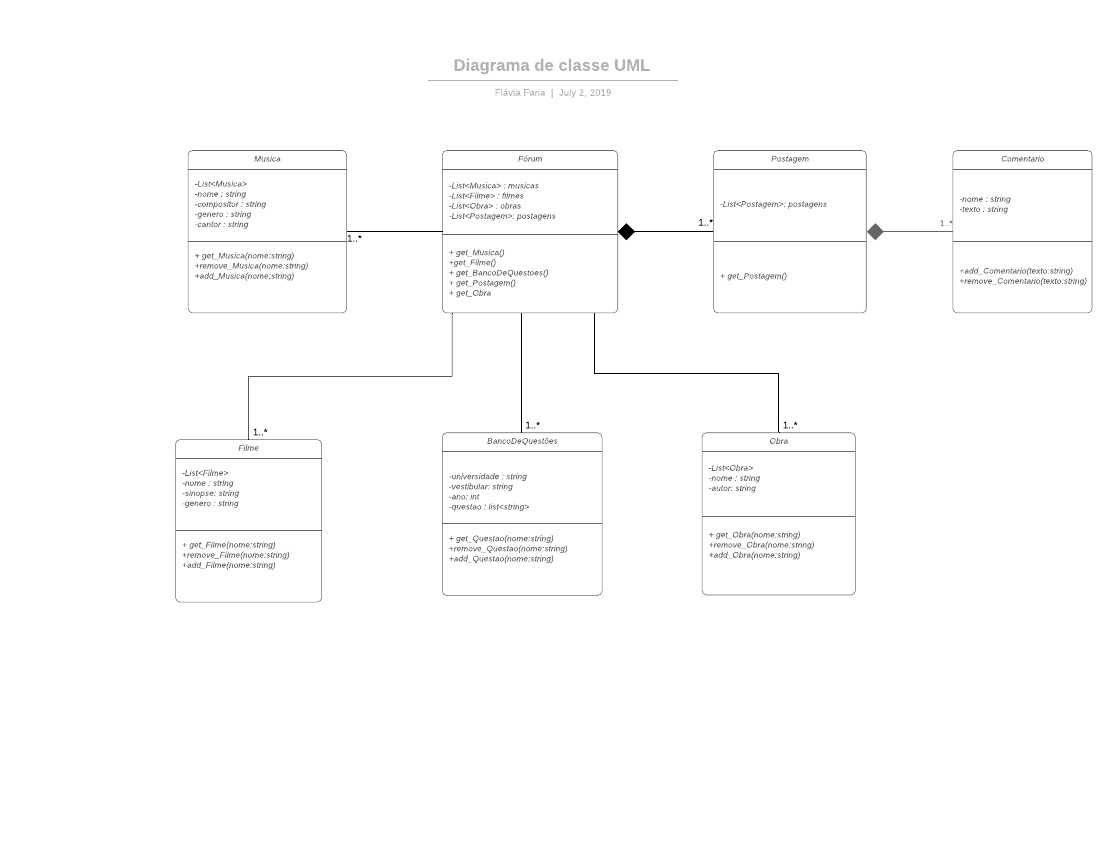 Diagrama de classe UML
Flávia Faria | July 2, 2019
Musica
-List<Musica>
-nome : string
-compositor : string
-genero : string
-cantor : string
+ get_Musica(nome:string)
+remove_Musica(nome:string)
+add_Musica(nome:string)
1..*
Fórum
-List<Musica> : musicas
-List<Filme> : filmes
-List<Obra> : obras
-List<Postagem>: postagens
+ get_Musica()
+get_Filme()
+ get_BancoDeQuestoes()
+ get_Postagem()
+ get_Obra
1..*
Postagem
-List<Postagem>: postagens
+ get_Postagem()
1..*
Comentario
-nome : string
-texto : string
+add_Comentario(texto:string)
+remove_Comentario(texto:string)
1..*
Filme
-List<Filme>
-nome : string
-sinopse: string
-genero : string
+ get_Filme(nome:string)
+remove_Filme(nome:string)
+add_Filme(nome:string)
1..*
BancoDeQuestões
-universidade : string
-vestibular: string
-ano: int
-questao : list<string>
+ get_Questao(nome:string)
+remove_Questao(nome:string)
+add_Questao(nome:string)
1..*
Obra
-List<Obra>
-nome : string
-autor: string
+ get_Obra(nome:string)
+remove_Obra(nome:string)
+add_Obra(nome:string)